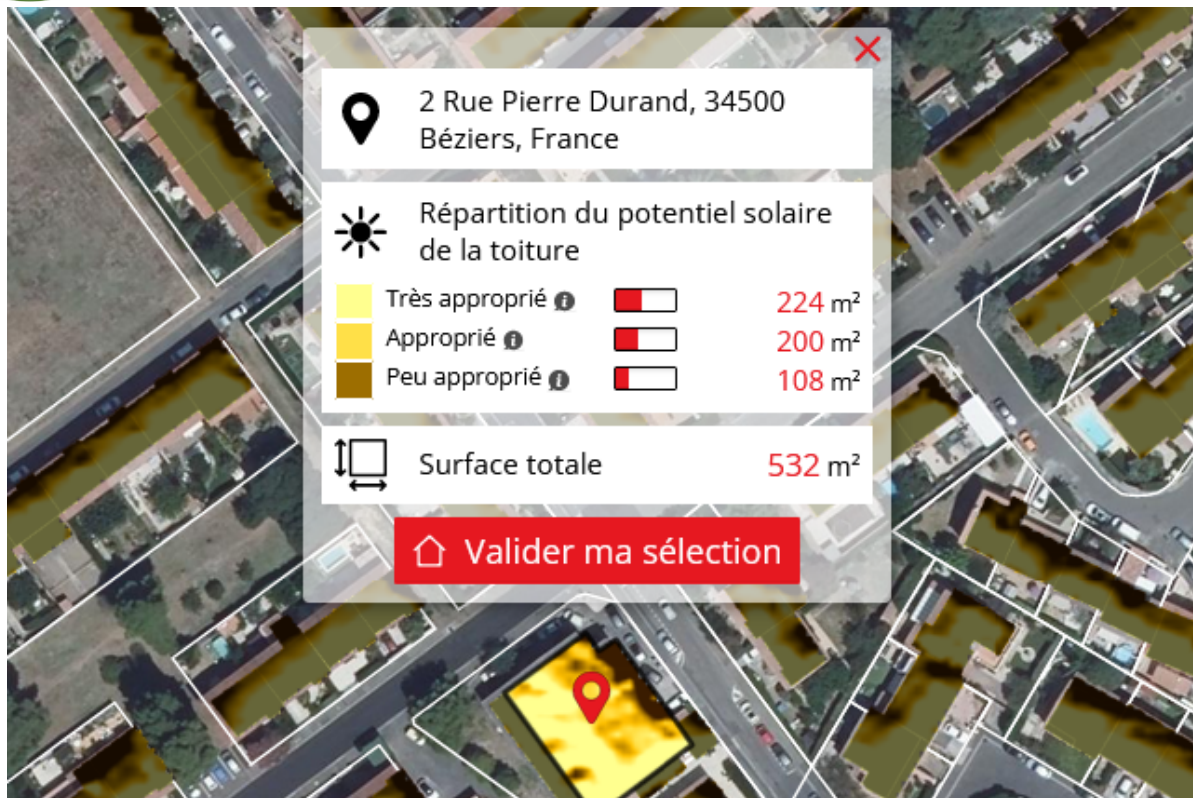 2 Rue Pierre Durand, 34500
Béziers, France
Répartition du potentiel solaire
de la toiture
Très approprié 224 m²
Approprié 200 m²
Peu approprié 108 m²
Surface totale 532 m²
Valider ma sélection